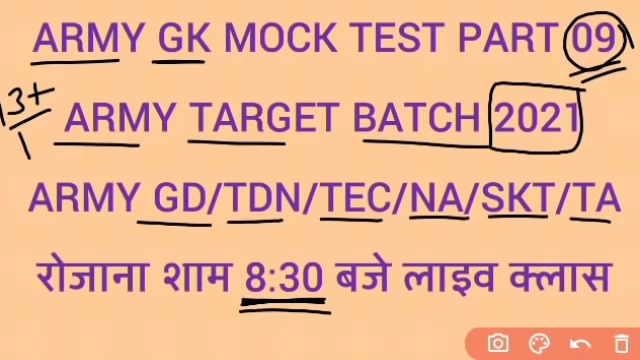 ARMY GK MOCK TEST PART 09
3+
ARMY TARGET BATCH 2021
ARMY GD/TDN/TEC/NA/SKT/TA
रोजाना शाम 8:30 बजे लाइव क्लास